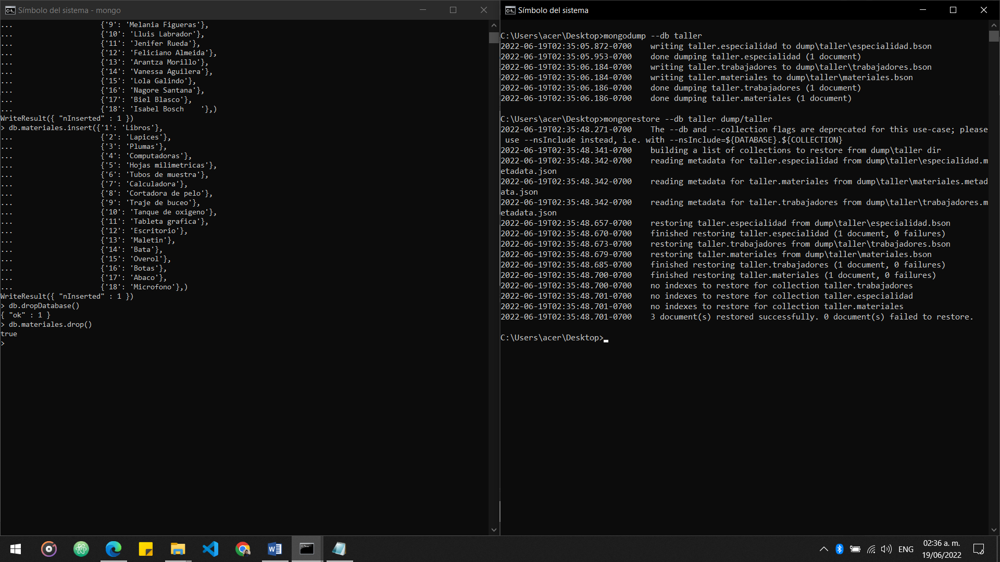 Símbolo del sistema - mongo
... {'9': 'Melania Figueras'},
... {'10': 'Lluis Labrador'},
... {'11': 'Jenifer Rueda'},
... {'12': 'Feliciano Almeida'},
... {'13': 'Arantza Morillo'},
... {'14': 'Vanessa Aguilera'},
... {'15': 'Lola Galindo'},
... {'16': 'Nagore Santana'},
... {'17': 'Biel Blasco'},
... {'18': 'Isabel Bosch    '},)
WriteResult({ "nInserted" : 1 })
> db.materiales.insert({'1': 'Libros'},
... {'2': 'Lapices'},
... {'3': 'Plumas'},
... {'4': 'Computadoras'},
... {'5': 'Hojas milimetricas'},
... {'6': 'Tubos de muestra'},
... {'7': 'Calculadora'},
... {'8': 'Cortadora de pelo'},
... {'9': 'Traje de buceo'},
... {'10': 'Tanque de oxigeno'},
... {'11': 'Tableta grafica'},
... {'12': 'Escritorio'},
... {'13': 'Maletin'},
... {'14': 'Bata'},
... {'15': 'Overol'},
... {'16': 'Botas'},
... {'17': 'Abaco'},
... {'18': 'Microfono'},)
WriteResult({ "nInserted" : 1 })
> db.dropDatabase()
{ "ok" : 1 }
> db.materiales.drop()
true
>
Símbolo del sistema
C:\Users\acer\Desktop>mongodump --db taller
2022-06-19T02:35:05.872-0700    writing taller.especialidad to dump\taller\especialidad.bson
2022-06-19T02:35:05.953-0700    done dumping taller.especialidad (1 document)
2022-06-19T02:35:06.184-0700    writing taller.trabajadores to dump\taller\trabajadores.bson
2022-06-19T02:35:06.184-0700    writing taller.materiales to dump\taller\materiales.bson
2022-06-19T02:35:06.186-0700    done dumping taller.trabajadores (1 document)
2022-06-19T02:35:06.186-0700    done dumping taller.materiales (1 document)
C:\Users\acer\Desktop>mongorestore --db taller dump/taller
2022-06-19T02:35:48.271-0700    The --db and --collection flags are deprecated for this use-case; please
use --nsInclude instead, i.e. with --nsInclude=${DATABASE}.${COLLECTION}
2022-06-19T02:35:48.341-0700    building a list of collections to restore from dump\taller dir
2022-06-19T02:35:48.342-0700    reading metadata for taller.especialidad from dump\taller\especialidad.m
etadata.json
2022-06-19T02:35:48.342-0700    reading metadata for taller.materiales from dump\taller\materiales.metad
ata.json
2022-06-19T02:35:48.342-0700    reading metadata for taller.trabajadores from dump\taller\trabajadores.m
etadata.json
2022-06-19T02:35:48.657-0700    restoring taller.especialidad from dump\taller\especialidad.bson
2022-06-19T02:35:48.670-0700    finished restoring taller.especialidad (1 document, 0 failures)
2022-06-19T02:35:48.673-0700    restoring taller.trabajadores from dump\taller\trabajadores.bson
2022-06-19T02:35:48.679-0700    restoring taller.materiales from dump\taller\materiales.bson
2022-06-19T02:35:48.685-0700    finished restoring taller.trabajadores (1 document, 0 failures)
2022-06-19T02:35:48.700-0700    finished restoring taller.materiales (1 document, 0 failures)
2022-06-19T02:35:48.700-0700    no indexes to restore for collection taller.trabajadores
2022-06-19T02:35:48.701-0700    no indexes to restore for collection taller.especialidad
2022-06-19T02:35:48.701-0700    no indexes to restore for collection taller.materiales
2022-06-19T02:35:48.701-0700    3 document(s) restored successfully. 0 document(s) failed to restore.
C:\Users\acer\Desktop>
ENG
02:36 a. m.
19/06/2022